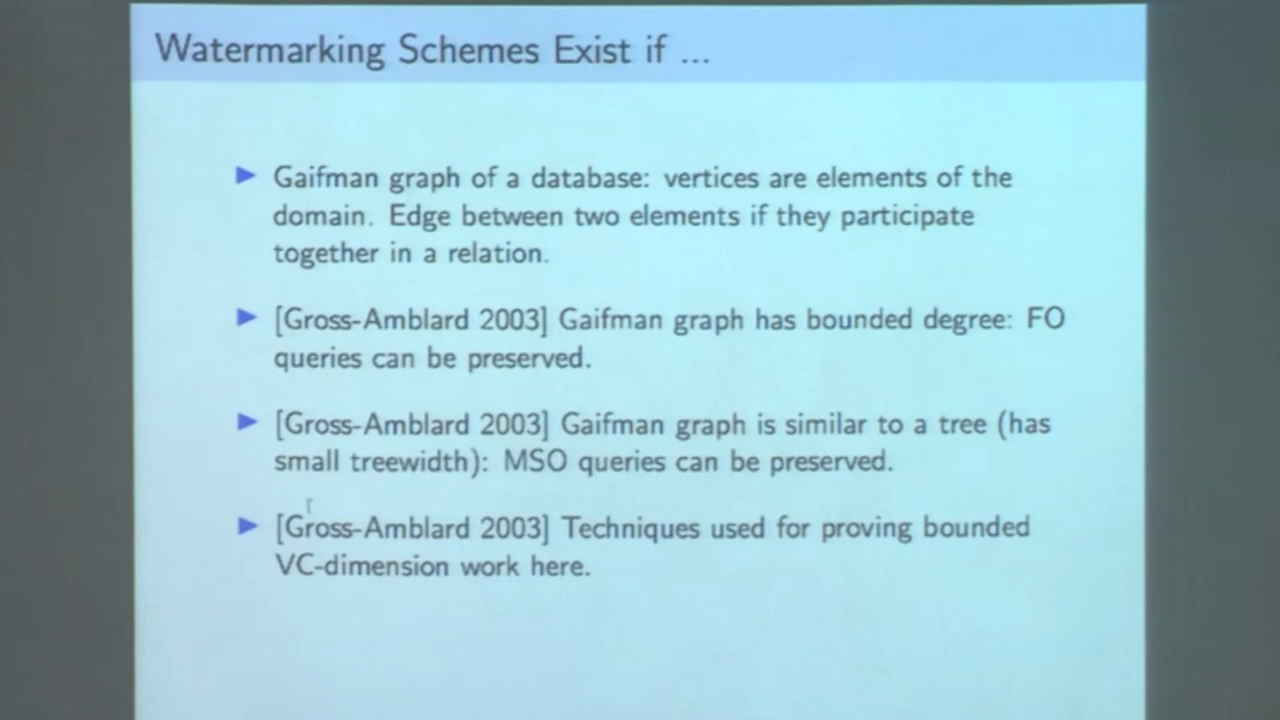 Watermarking Schemes Exist if ...
Gaifman graph of a database: vertices are elements of the
domain. Edge between two elements if they participate
together in a relation.
[Gross-Amblard 2003] Gaifman graph has bounded degree: FO
queries can be preserved.
[Gross-Amblard 2003] Gaifman graph is similar to a tree (has
small treewidth): MSO queries can be preserved.
[Gross-Amblard 2003] Techniques used for proving bounded
VC-dimension work here.